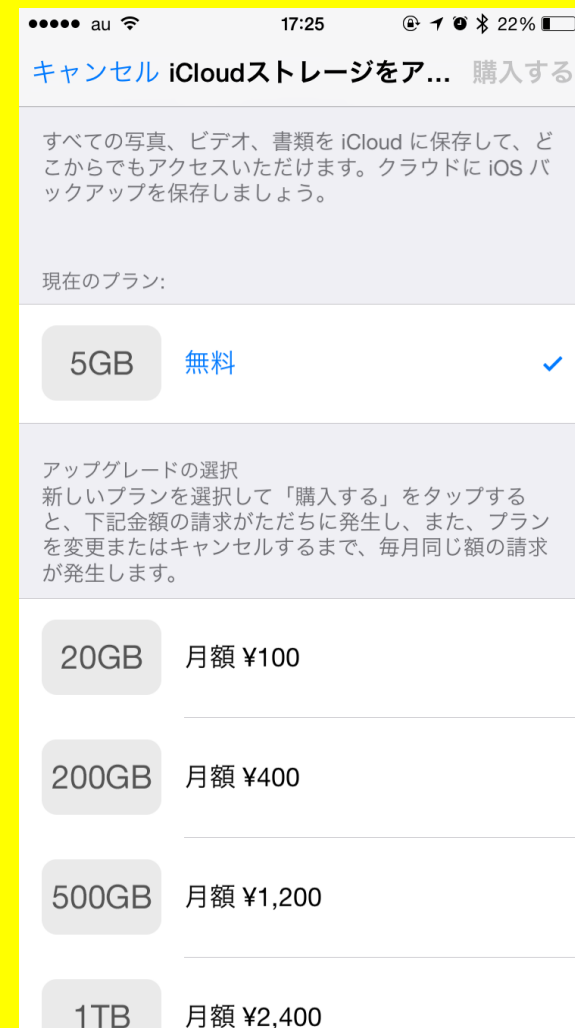 au 17:25 22%
キャンセル iCloudストレージをア... 購入する
すべての写真、ビデオ、書類を iCloud に保存して、ど
こからでもアクセスいただけます。クラウドに iOS バ
ックアップを保存しましょう。
現在のプラン:
5GB 無料
アップグレードの選択
新しいプランを選択して「購入する」をタップする
と、下記金額の請求がただちに発生し、また、プラン
を変更またはキャンセルするまで、毎月同じ額の請求
が発生します。
20GB 月額 ¥100
200GB 月額 ¥400
500GB 月額 ¥1,200
1TB 月額 ¥2,400